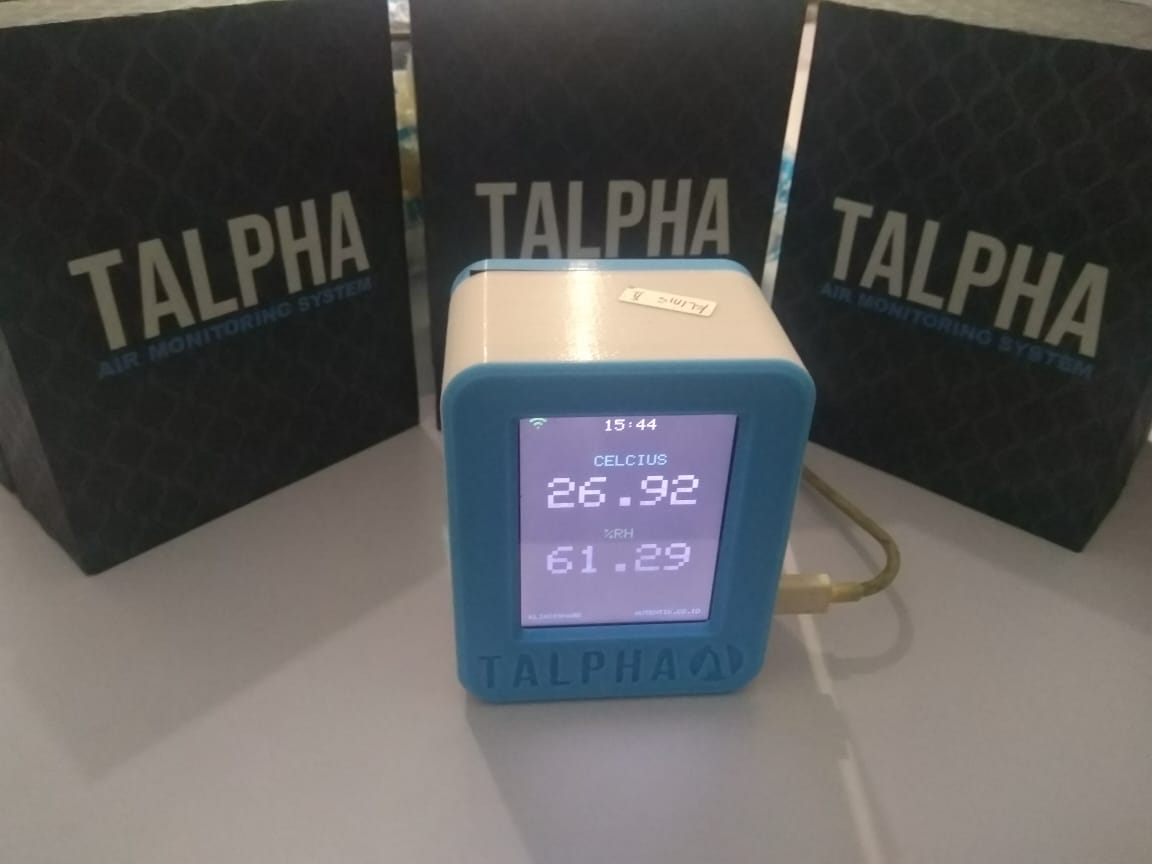 TALPHA
AIR MONITORING SYSTEM
TALPHA
TALPHA
AIR MONITORING SYSTEM
15:44
CELCIUS
26.92
%RH
61.29
TALPHA